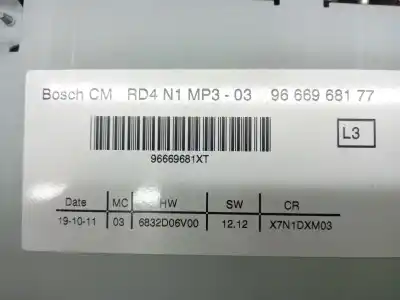 Bosch CM RD4 N1 MP3 - 03 96 669 681 77
L3
96669681XT
Date MC HW SW CR
19-10-11 03 6832D06V00 12.12 X7N1DXM03